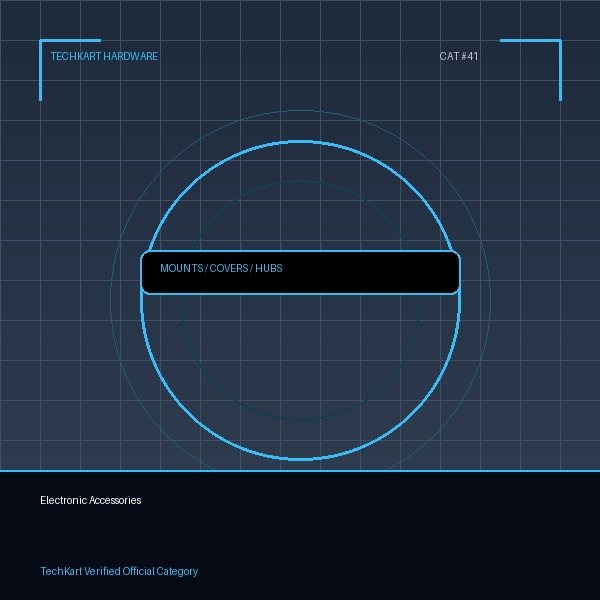 TECHKART HARDWARE
CAT #41
MOUNTS / COVERS / HUBS
Electronic Accessories
TechKart Verified Official Category